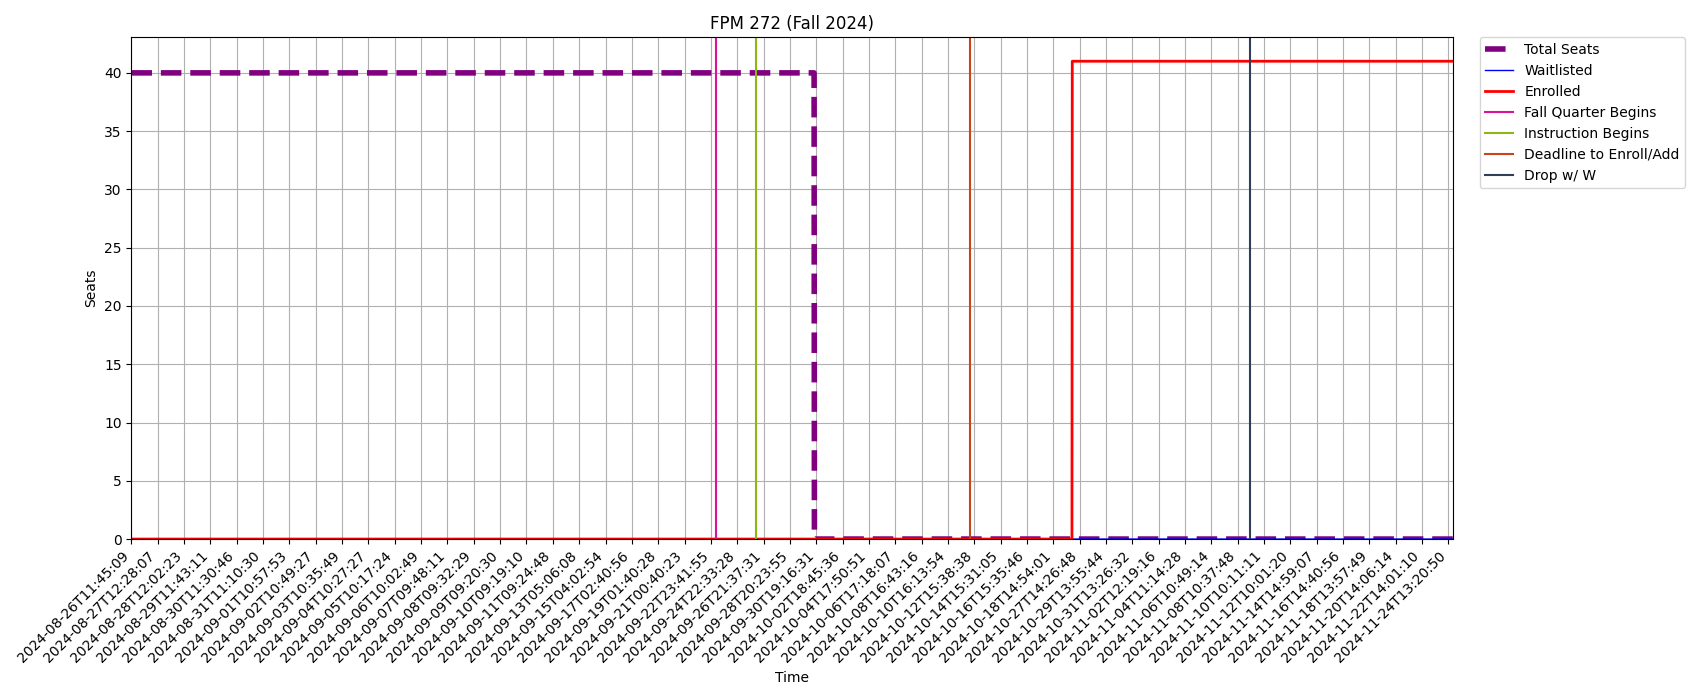 FPM 272 (Fall 2024)
40
35
30
25
20
15
10
5
0
Seats
2024-08-26T11:45:09
2024-08-27T12:28:07
2024-08-28T12:02:23
2024-08-29T11:43:11
2024-08-30T11:30:46
2024-08-31T11:10:30
2024-09-01T10:57:53
2024-09-02T10:49:27
2024-09-03T10:35:49
2024-09-04T10:27:27
2024-09-05T10:17:24
2024-09-06T10:02:49
2024-09-07T09:48:11
2024-09-08T09:32:29
2024-09-09T09:20:30
2024-09-10T09:19:10
2024-09-11T09:24:48
2024-09-13T05:06:08
2024-09-15T04:02:54
2024-09-17T02:40:56
2024-09-19T01:40:28
2024-09-21T00:40:23
2024-09-22T23:41:55
2024-09-24T22:33:28
2024-09-26T21:37:31
2024-09-28T20:23:55
2024-09-30T19:16:31
2024-10-02T18:45:36
2024-10-04T17:50:51
2024-10-06T17:18:07
2024-10-08T16:43:16
2024-10-10T16:13:54
2024-10-12T15:38:38
2024-10-14T15:31:05
2024-10-16T15:35:46
2024-10-18T14:54:01
2024-10-27T14:26:48
2024-10-29T13:55:44
2024-10-31T13:26:32
2024-11-02T12:19:16
2024-11-04T11:14:28
2024-11-06T10:49:14
2024-11-08T10:37:48
2024-11-10T10:11:11
2024-11-12T10:01:20
2024-11-14T14:59:07
2024-11-16T14:40:56
2024-11-18T13:57:49
2024-11-20T14:06:14
2024-11-22T14:01:10
2024-11-24T13:20:50
Time
Total Seats
Waitlisted
Enrolled
Fall Quarter Begins
Instruction Begins
Deadline to Enroll/Add
Drop w/ W